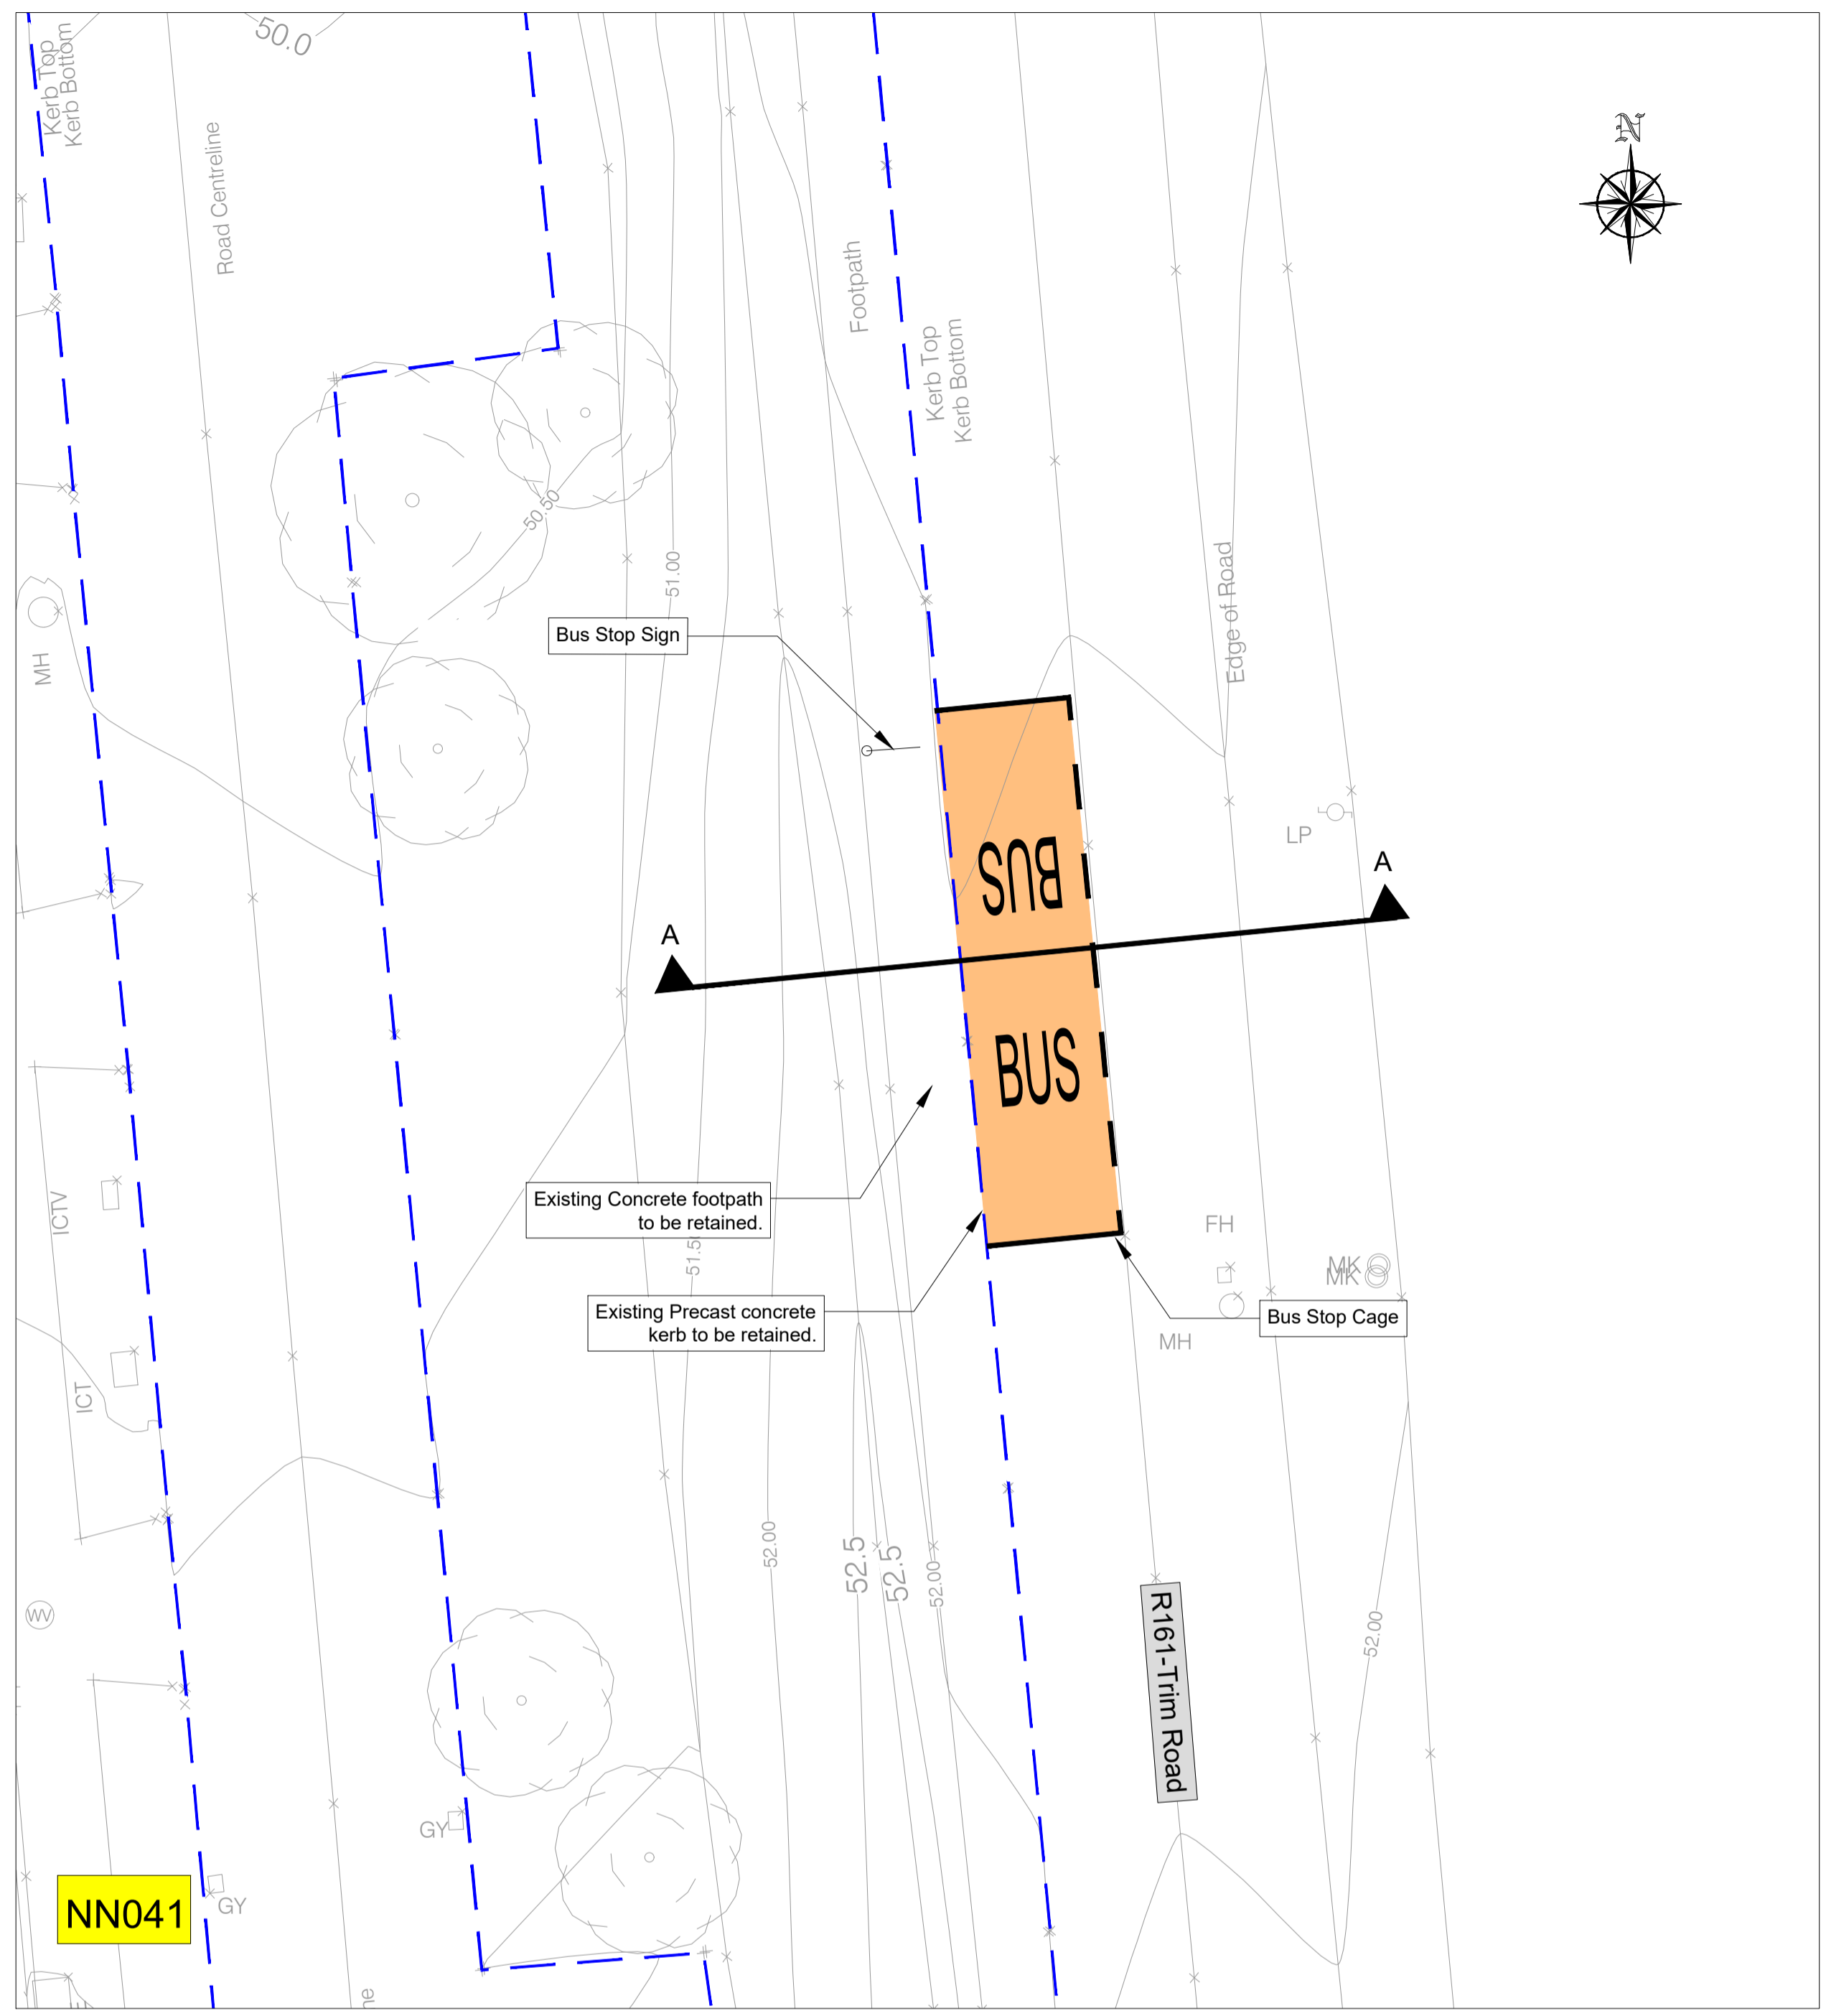 50.0
Kerb Top
Kerb Bottom
Road Centreline
N
Footpath
Kerb Top
Kerb Bottom
50.50
51.00
Edge of Road
Bus Stop Sign
MH
LP
BUS
A
A
BUS
ICTV
Existing Concrete footpath
to be retained.
51.5
FH
MK
MK
Existing Precast concrete
kerb to be retained.
Bus Stop Cage
MH
ICT
52.00
52.5
52.5
52.00
WV
52.00
R161-Trim Road
GY
GY
NN041